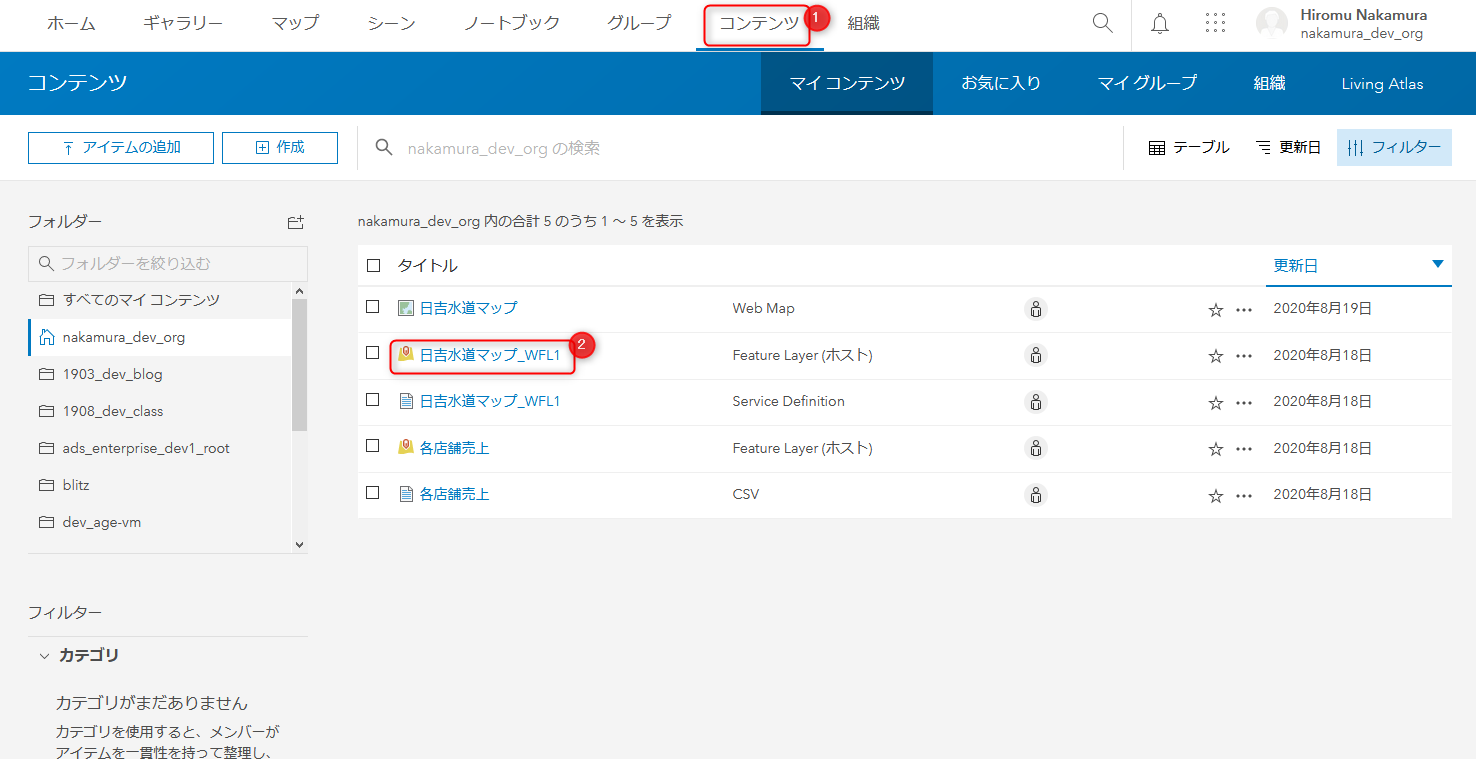 ホーム ギャラリー マップ シーン ノートブック グループ コンテンツ 1 組織 Hiromu Nakamura
nakamura_dev_org
コンテンツ マイ コンテンツ お気に入り マイ グループ 組織 Living Atlas
アイテムの追加 作成 nakamura_dev_org の検索 テーブル 更新日 フィルター
フォルダー
フォルダーを絞り込む
すべてのマイ コンテンツ
nakamura_dev_org
1903_dev_blog
1908_dev_class
ads_enterprise_dev1_root
blitz
dev_age-vm
フィルター
カテゴリ
カテゴリがまだありません
カテゴリを使用すると、メンバーが
アイテムを一貫性を持って整理し、
nakamura_dev_org 内の合計 5 のうち 1 ～ 5 を表示
タイトル 更新日
日吉水道マップ Web Map 2020年8月19日
日吉水道マップ_WFL1 2 Feature Layer (ホスト) 2020年8月18日
日吉水道マップ_WFL1 Service Definition 2020年8月18日
各店舗売上 Feature Layer (ホスト) 2020年8月18日
各店舗売上 CSV 2020年8月18日